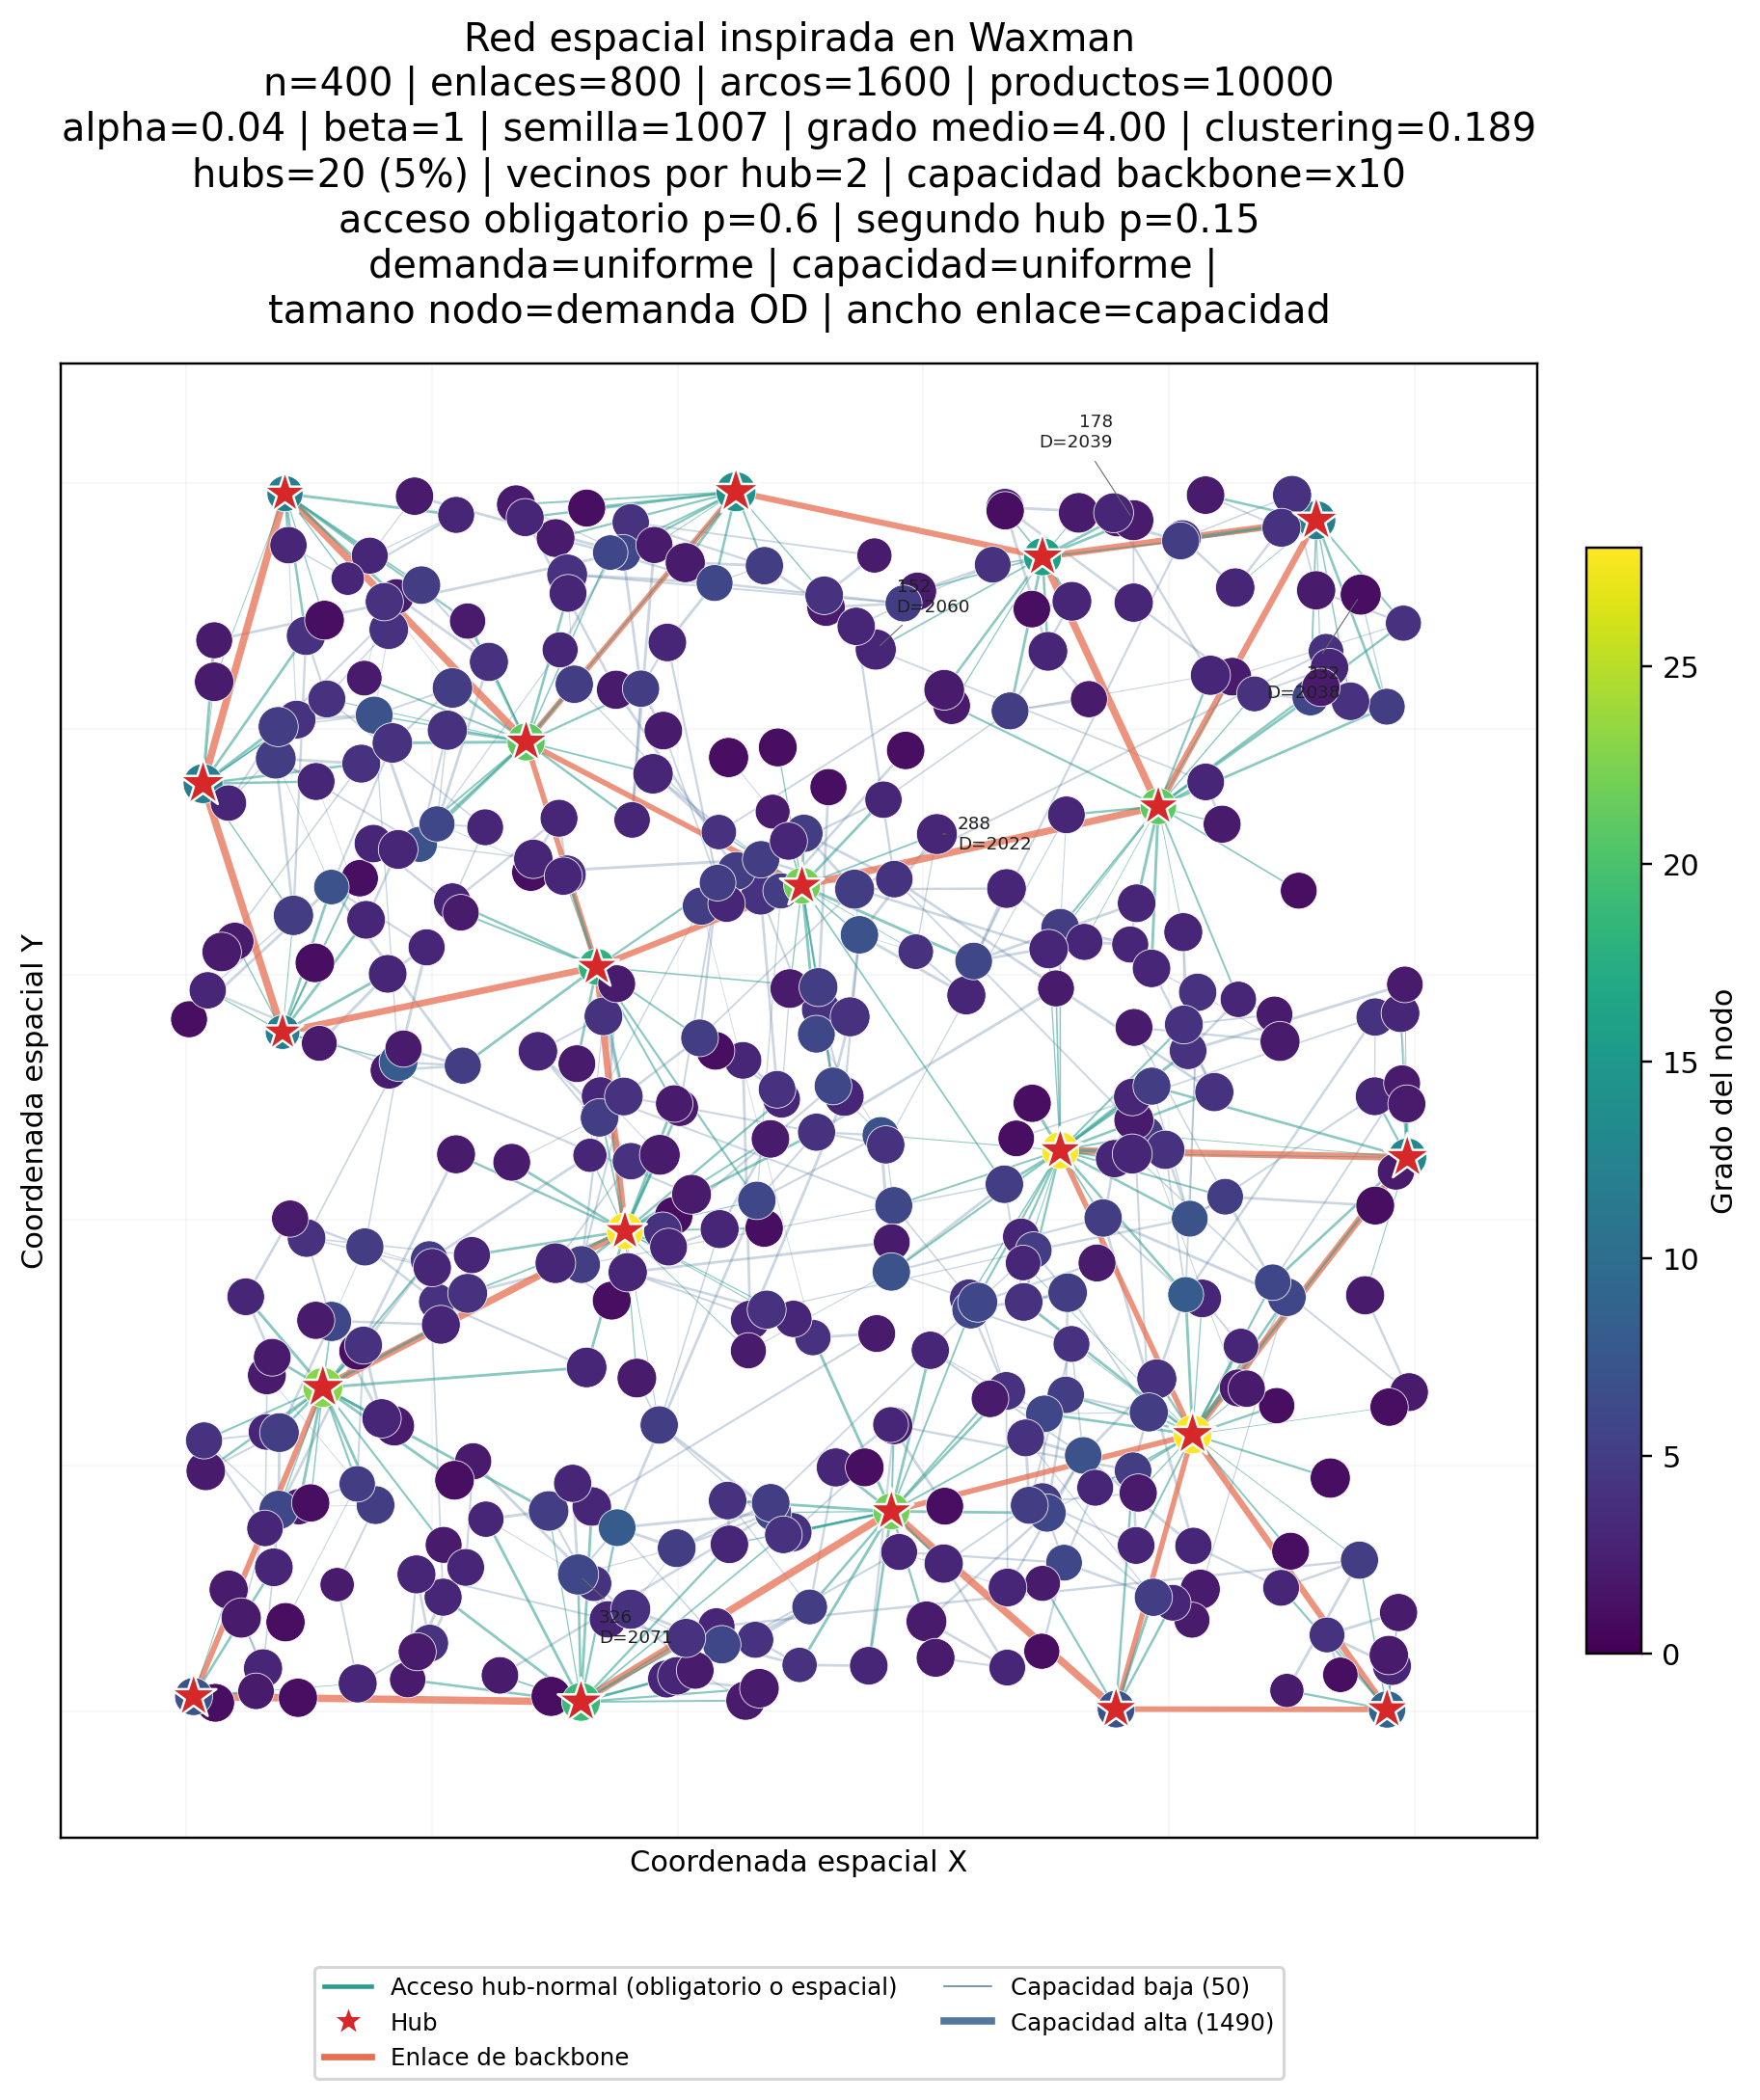 Red espacial inspirada en Waxman
n=400 | enlaces=800 | arcos=1600 | productos=10000
alpha=0.04 | beta=1 | semilla=1007 | grado medio=4.00 | clustering=0.189
hubs=20 (5%) | vecinos por hub=2 | capacidad backbone=x10
acceso obligatorio p=0.6 | segundo hub p=0.15
demanda=uniforme | capacidad=uniforme |
tamano nodo=demanda OD | ancho enlace=capacidad
178
D=2039
152
D=2060
332
D=2038
288
D=2022
326
D=2071
Coordenada espacial Y
Coordenada espacial X
25
20
15
10
5
0
Grado del nodo
Acceso hub-normal (obligatorio o espacial)
Hub
Enlace de backbone
Capacidad baja (50)
Capacidad alta (1490)